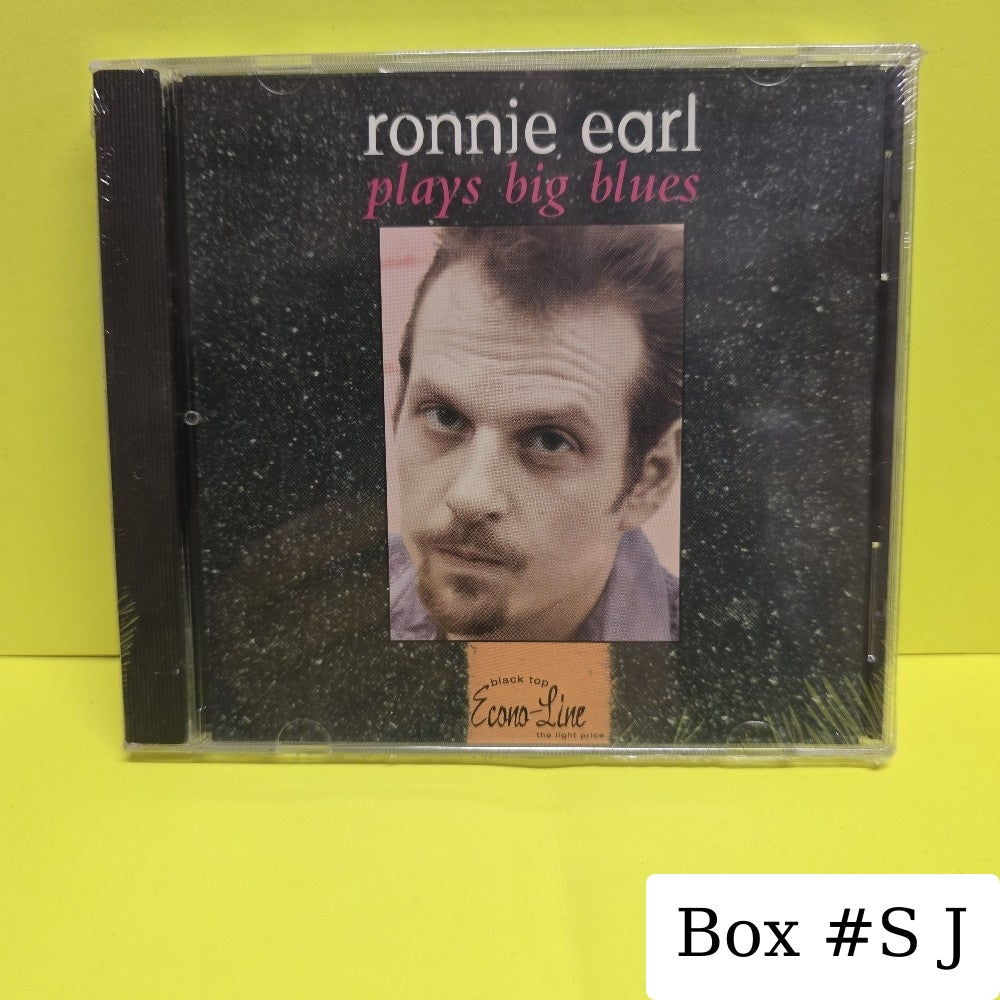 ronnie earl
plays big blues
black top
Econo-Line
the light price
Box #S J